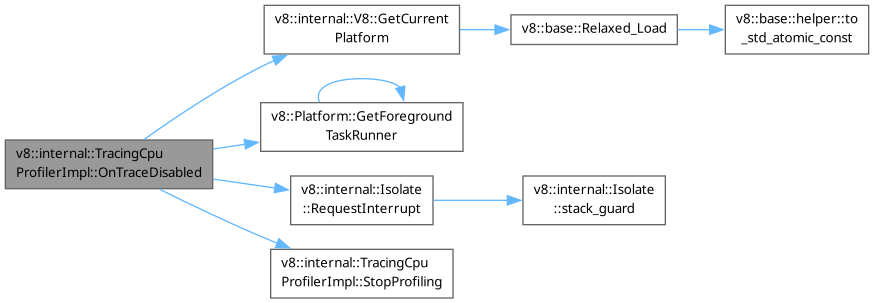 v8::internal::V8::GetCurrent
Platform
v8::base::Relaxed_Load
v8::base::helper::to
_std_atomic_const
v8::Platform::GetForeground
TaskRunner
v8::internal::TracingCpu
ProfilerImpl::OnTraceDisabled
v8::internal::Isolate
::RequestInterrupt
v8::internal::Isolate
::stack_guard
v8::internal::TracingCpu
ProfilerImpl::StopProfiling